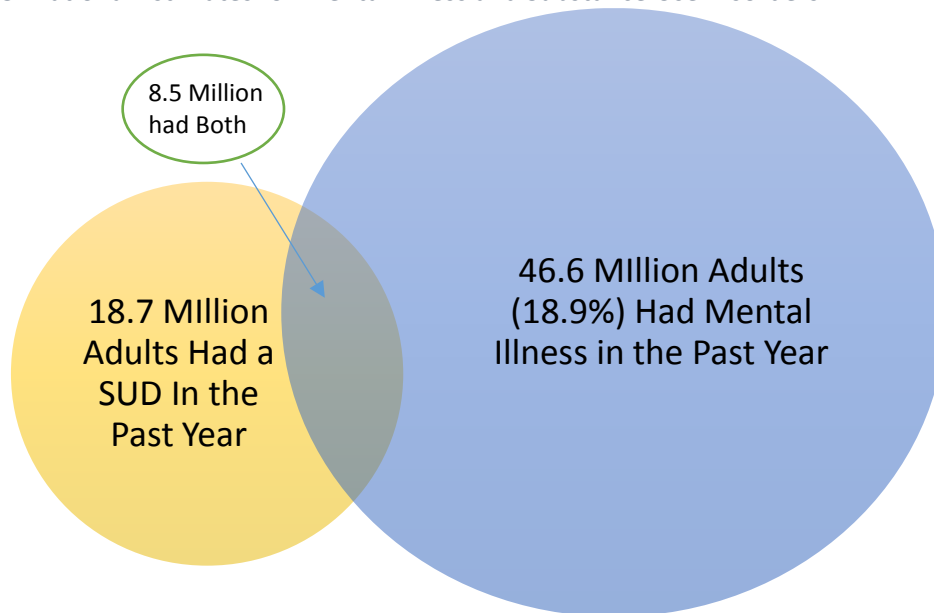 8.5 Million
had Both
18.7 MIllion
Adults Had a
SUD In the
Past Year
46.6 MIllion Adults
(18.9%) Had Mental
Illness in the Past Year